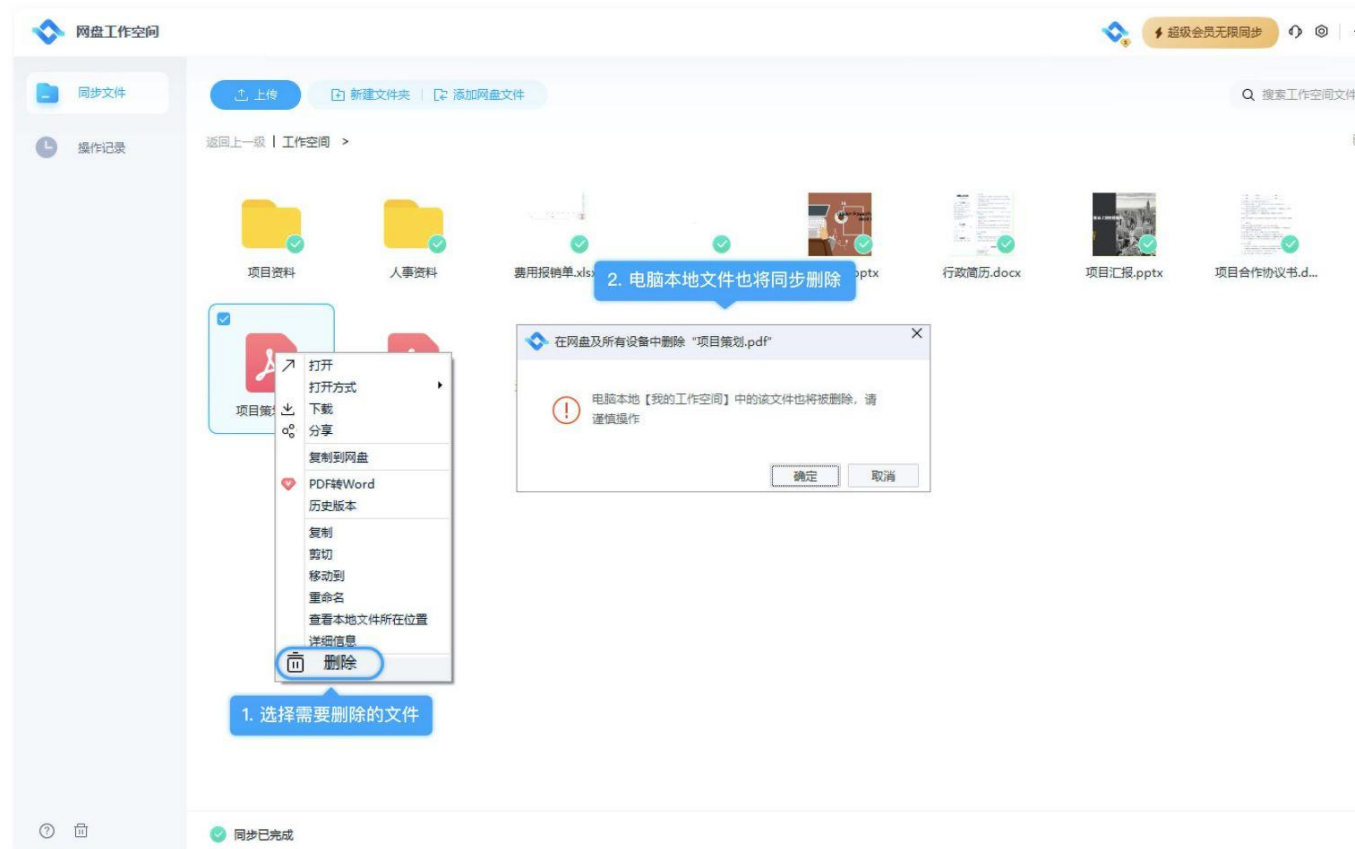 网盘工作空间
超级会员无限同步
同步文件
上传
新建文件夹
添加网盘文件
搜索工作空间文件
操作记录
返回上一级 | 工作空间 >
项目资料
人事资料
费用报销单.xlsx
pptx
行政简历.docx
项目汇报.pptx
项目合作协议书.d...
2. 电脑本地文件也将同步删除
在网盘及所有设备中删除 “项目策划.pdf”
电脑本地【我的工作空间】中的该文件也将被删除，请
谨慎操作
确定
取消
项目策
打开
打开方式
下载
分享
复制到网盘
PDF转Word
历史版本
复制
剪切
移动到
重命名
查看本地文件所在位置
详细信息
删除
1. 选择需要删除的文件
同步已完成